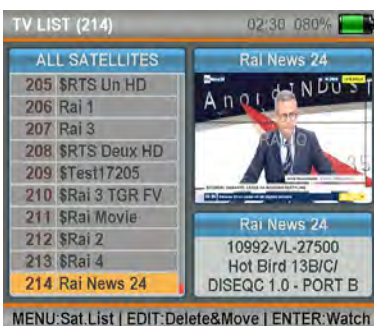 TV LIST (214)
02:30 080%
ALL SATELLITES
205 $RTS Un HD
206 Rai 1
207 Rai 3
208 $RTS Deux HD
209 $Test17205
210 $Rai 3 TGR FV
211 $Rai Movie
212 $Rai 2
213 $Rai 4
214 Rai News 24
Rai News 24
RADIO
Rai News 24
10992-VL-27500
Hot Bird 13B/C/
DISEQC 1.0 - PORT B
MENU:Sat.List | EDIT:Delete&Move | ENTER:Watch